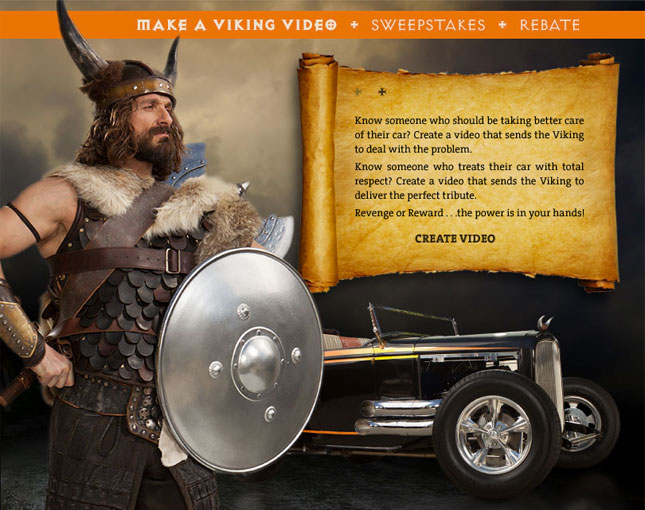 MAKE A VIKING VIDEO + SWEEPSTAKES + REBATE
Know someone who should be taking better care
of their car? Create a video that sends the Viking
to deal with the problem.
Know someone who treats their car with total
respect? Create a video that sends the Viking to
deliver the perfect tribute.
Revenge or Reward . . .the power is in your hands!
CREATE VIDEO